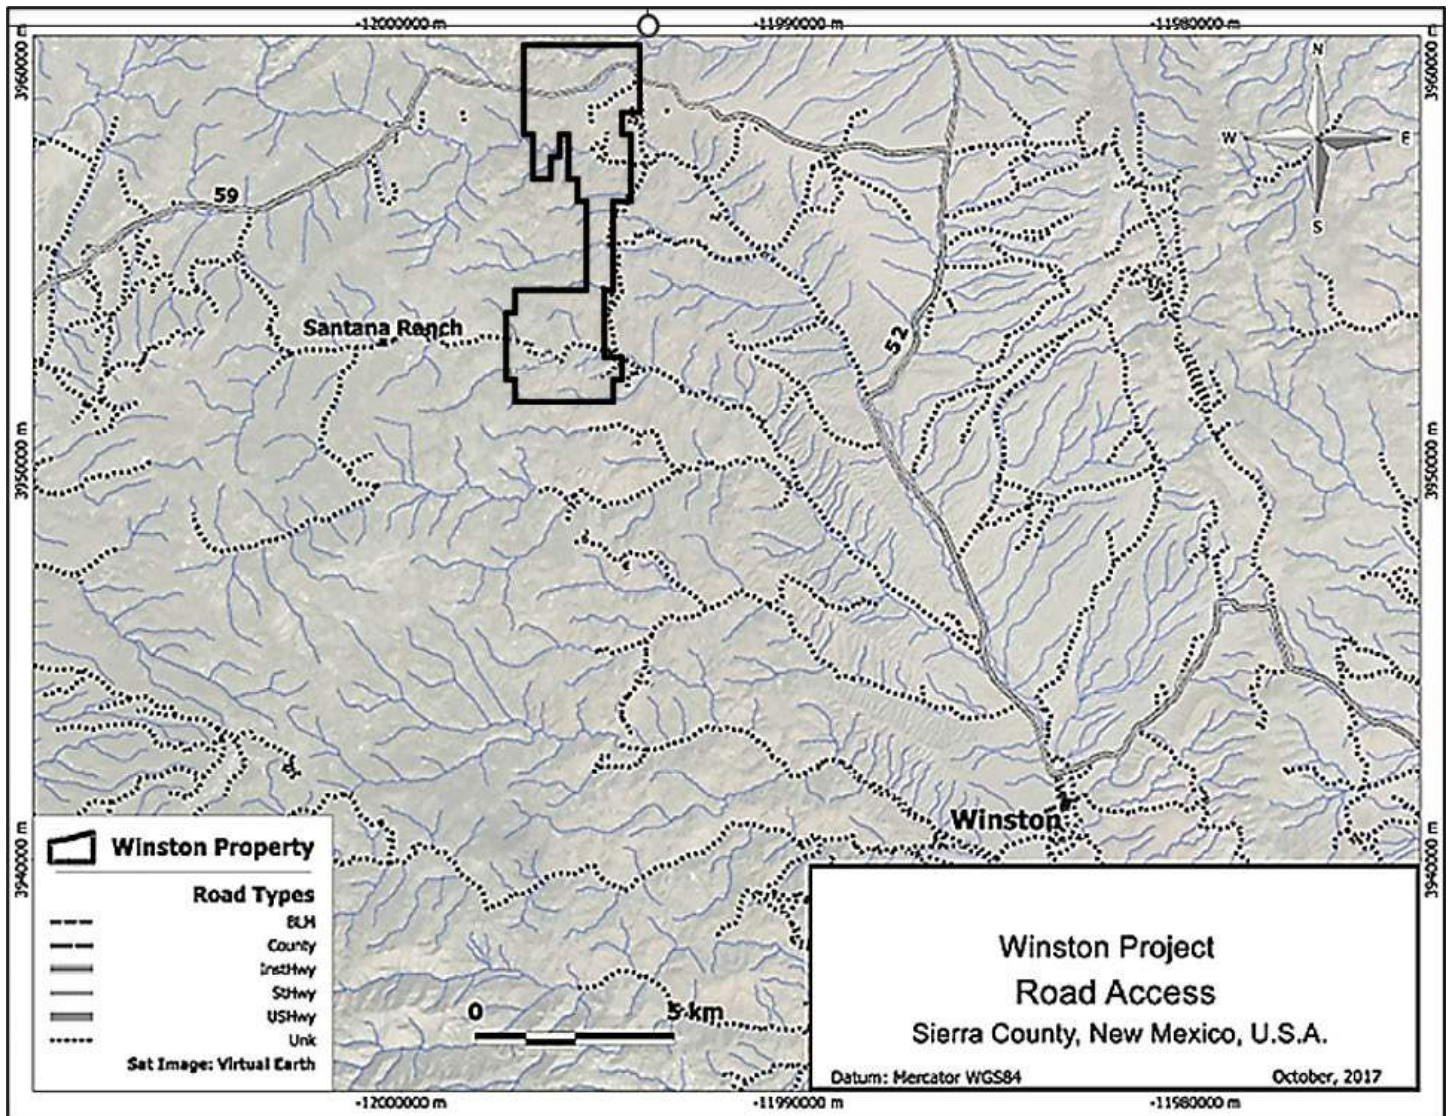 -12000000 m
-11990000 m
-11980000 m
3960000 m
3960000 m
N
W
E
S
59
Santana Ranch
52
3950000 m
3950000 m
Winston
3940000 m
3940000 m
Winston Property
Road Types
BLM
County
InstHwy
StHwy
USHwy
Unk
Sat Image: Virtual Earth
0
5 km
Winston Project
Road Access
Sierra County, New Mexico, U.S.A.
Datum: Mercator WGS84
October, 2017
-12000000 m
-11990000 m
-11980000 m